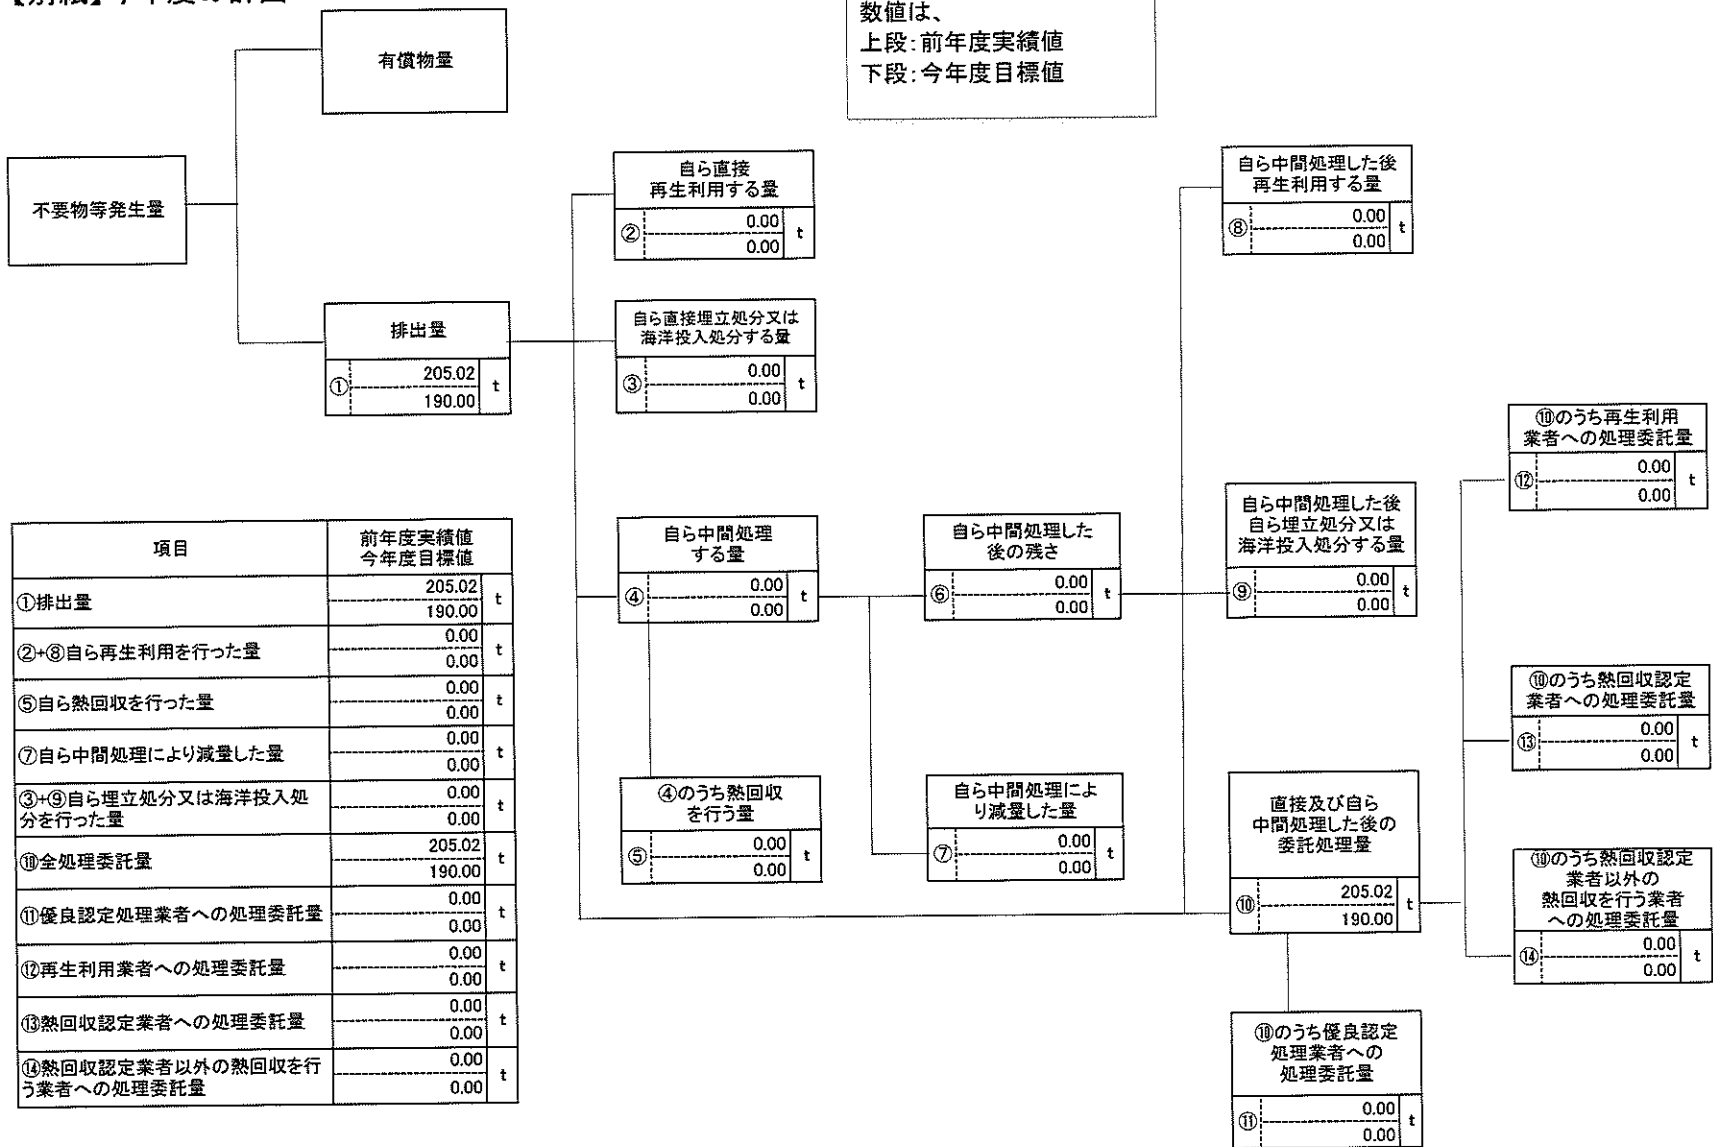 【別紙】今年度の計画
数値は、
上段:前年度実績値
下段:今年度目標値
有償物量
不要物等発生量
排出量
① 205.02 t
190.00
自ら直接
再生利用する量
② 0.00 t
0.00
自ら直接埋立処分又は
海洋投入処分する量
③ 0.00 t
0.00
自ら中間処理
する量
④ 0.00 t
0.00
④のうち熱回収
を行う量
⑤ 0.00 t
0.00
自ら中間処理した
後の残さ
⑥ 0.00 t
0.00
自ら中間処理によ
り減量した量
⑦ 0.00 t
0.00
自ら中間処理した後
再生利用する量
⑧ 0.00 t
0.00
自ら中間処理した後
自ら埋立処分又は
海洋投入処分する量
⑨ 0.00 t
0.00
直接及び自ら
中間処理した後の
委託処理量
⑩ 205.02 t
190.00
⑩のうち優良認定
処理業者への
処理委託量
⑪ 0.00 t
0.00
⑩のうち再生利用
業者への処理委託量
⑫ 0.00 t
0.00
⑩のうち熱回収認定
業者への処理委託量
⑬ 0.00 t
0.00
⑩のうち熱回収認定
業者以外の
熱回収を行う業者
への処理委託量
⑭ 0.00 t
0.00
項目 前年度実績値
今年度目標値
①排出量 205.02 t
190.00
②+⑧自ら再生利用を行った量 0.00 t
0.00
⑤自ら熱回収を行った量 0.00 t
0.00
⑦自ら中間処理により減量した量 0.00 t
0.00
③+⑨自ら埋立処分又は海洋投入処 0.00 t
分を行った量 0.00
⑩全処理委託量 205.02 t
190.00
⑪優良認定処理業者への処理委託量 0.00 t
0.00
⑫再生利用業者への処理委託量 0.00 t
0.00
⑬熱回収認定業者への処理委託量 0.00 t
0.00
⑭熱回収認定業者以外の熱回収を行 0.00 t
う業者への処理委託量 0.00